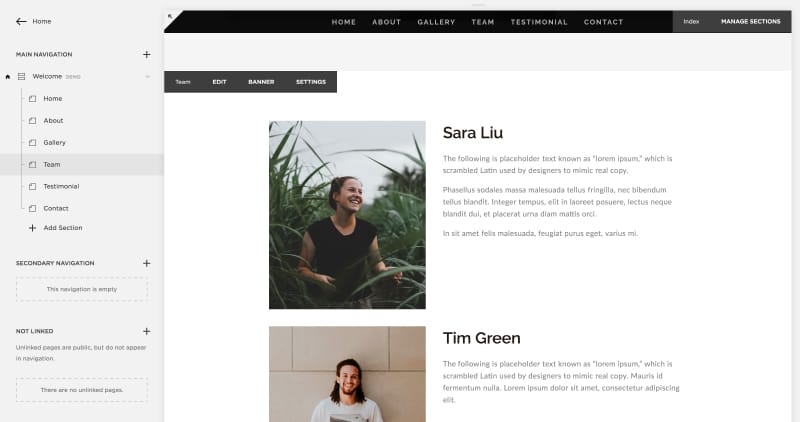 Home
MAIN NAVIGATION
Welcome DEMO
Home
About
Gallery
Team
Testimonial
Contact
Add Section
SECONDARY NAVIGATION
This navigation is empty
NOT LINKED
Unlinked pages are public, but do not appear
in navigation.
There are no unlinked pages.
HOME ABOUT GALLERY TEAM TESTIMONIAL CONTACT
Index MANAGE SECTIONS
Team EDIT BANNER SETTINGS
Sara Liu
The following is placeholder text known as “lorem ipsum,” which is
scrambled Latin used by designers to mimic real copy.
Phasellus sodales massa malesuada tellus fringilla, nec bibendum
tellus blandit. Integer tempus, elit in laoreet posuere, lectus neque
blandit dui, et placerat urna diam mattis orci.
In sit amet felis malesuada, feugiat purus eget, varius mi.
Tim Green
The following is placeholder text known as “lorem ipsum,” which is
scrambled Latin used by designers to mimic real copy. Mauris id
fermentum nulla. Lorem ipsum dolor sit amet, consectetur adipiscing
elit.